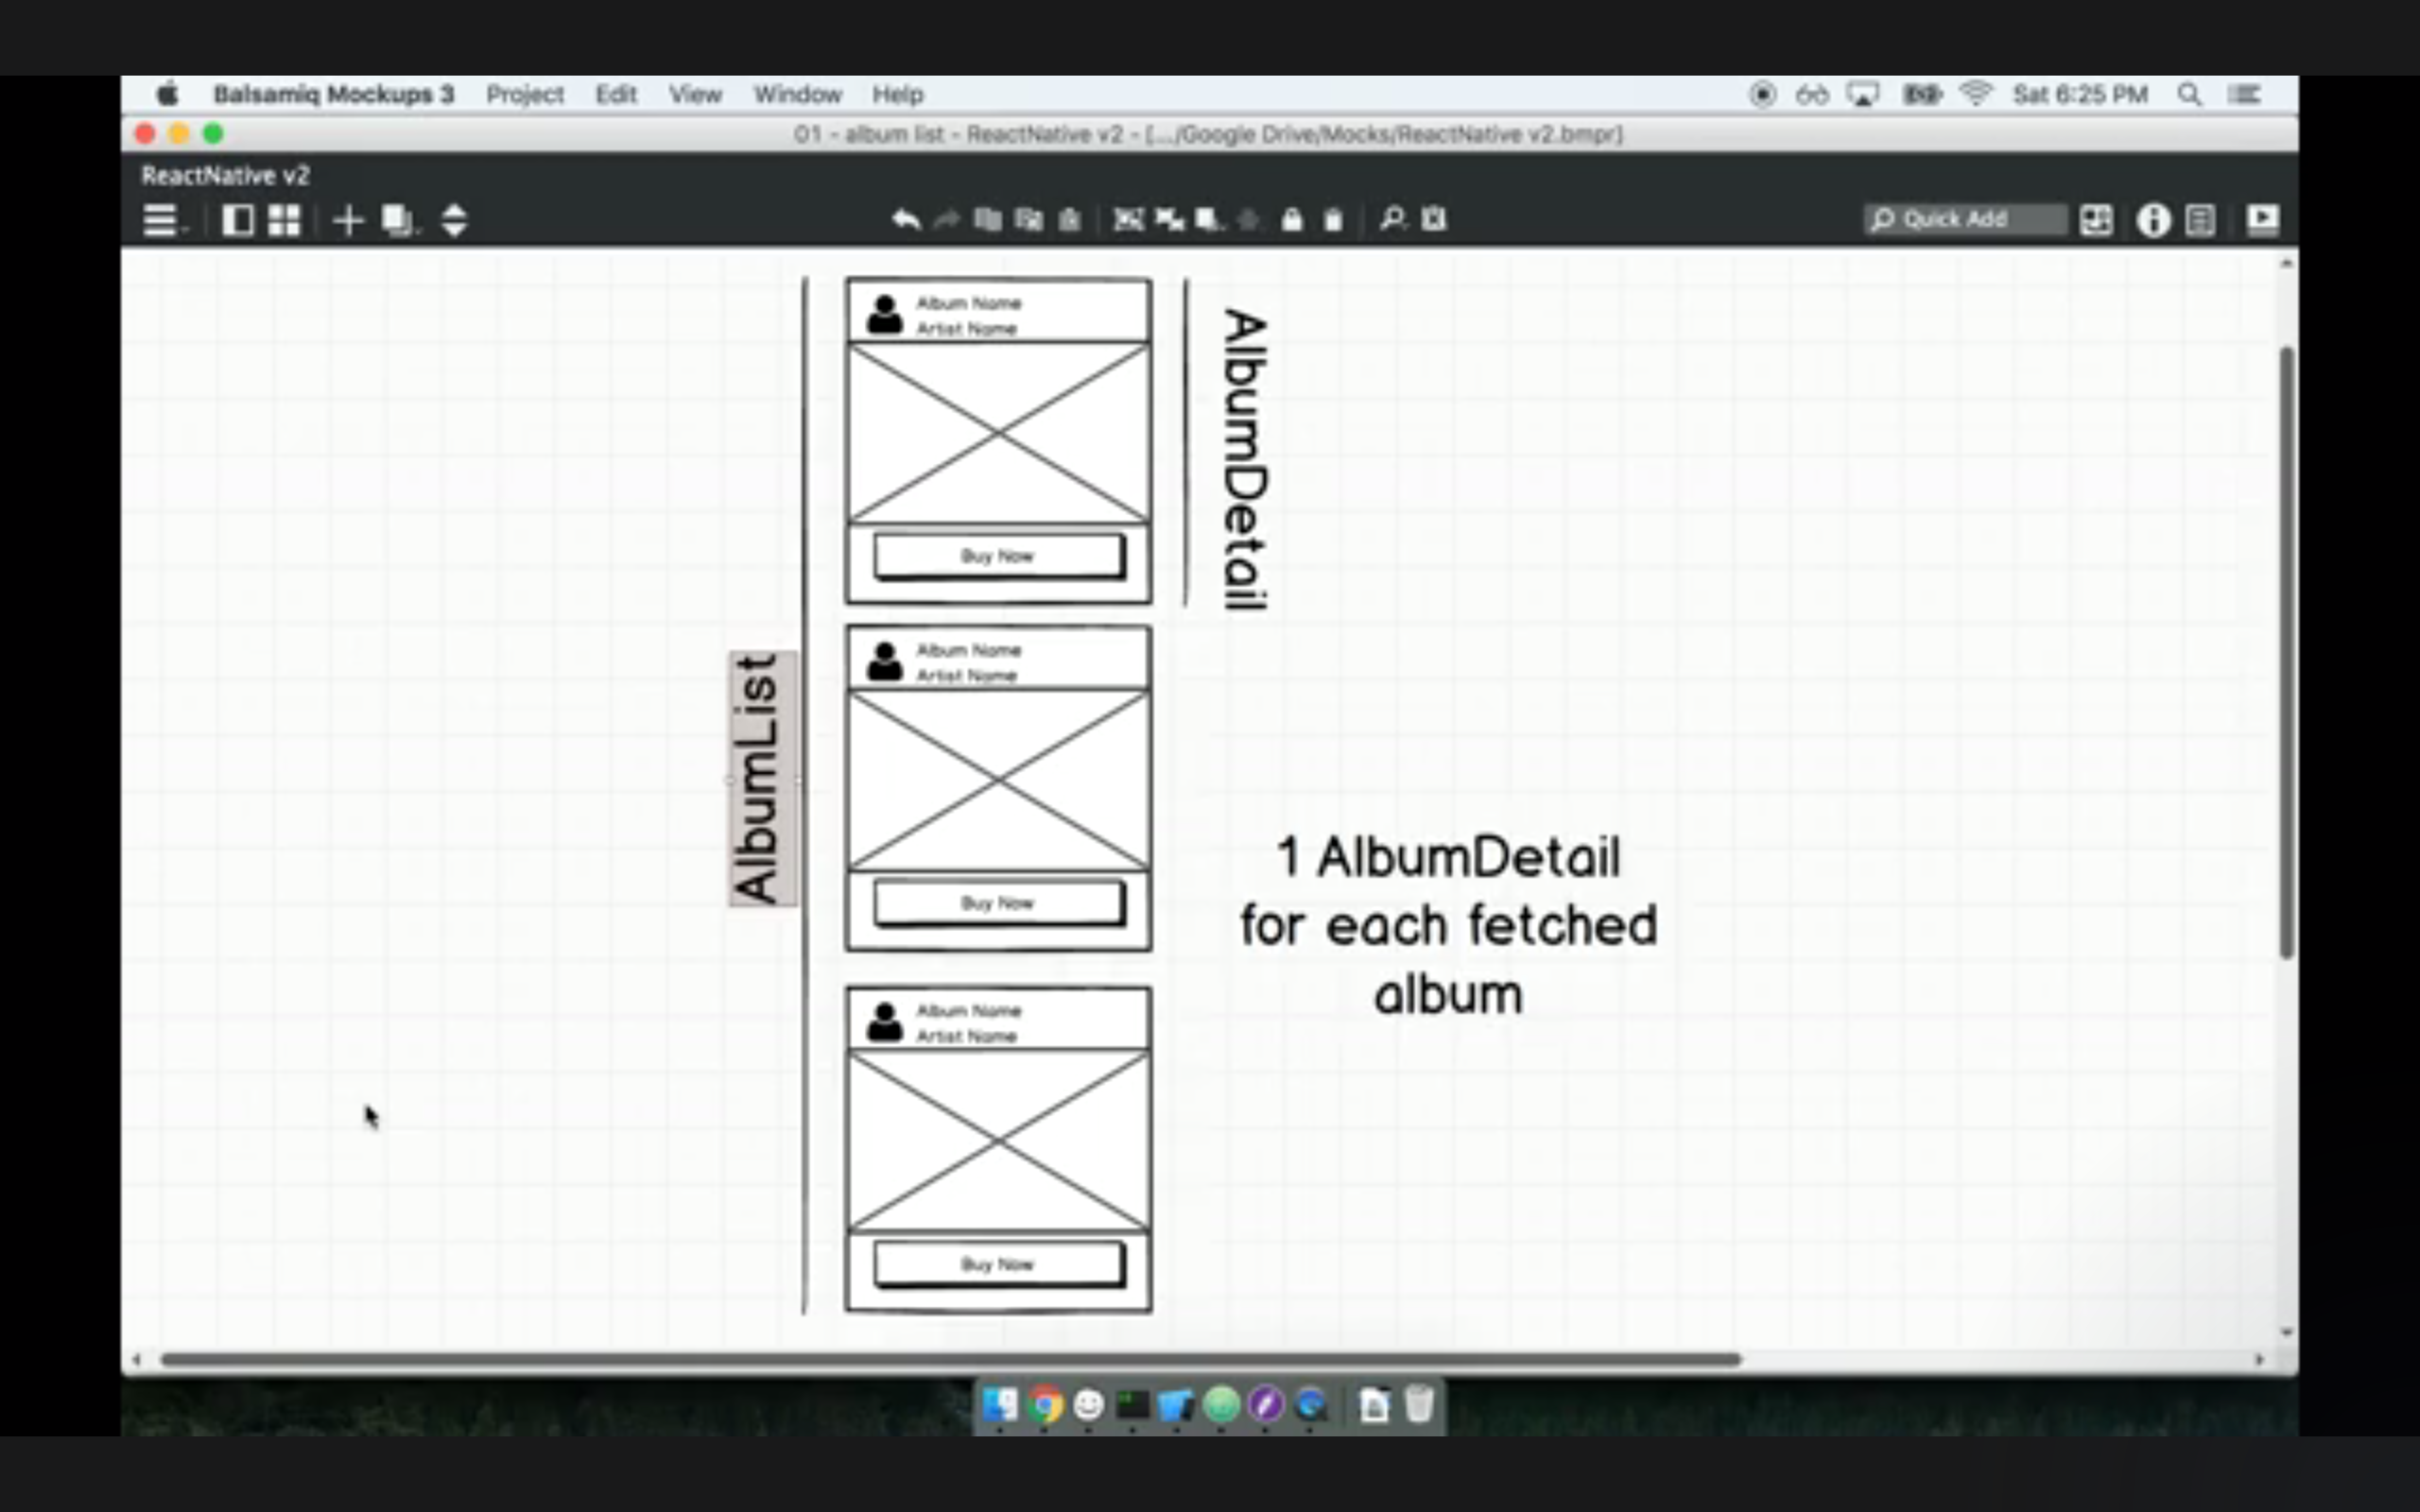 Balsamiq Mockups 3 Project Edit View Window Help Sat 6:25 PM
01 - album list - ReactNative v2 - [.../Google Drive/Mocks/ReactNative v2.bmpr]
ReactNative v2
Quick Add
Album Name
Artist Name
Buy Now
AlbumDetail
AlbumList
Album Name
Artist Name
Buy Now
1 AlbumDetail
for each fetched
album
Album Name
Artist Name
Buy Now